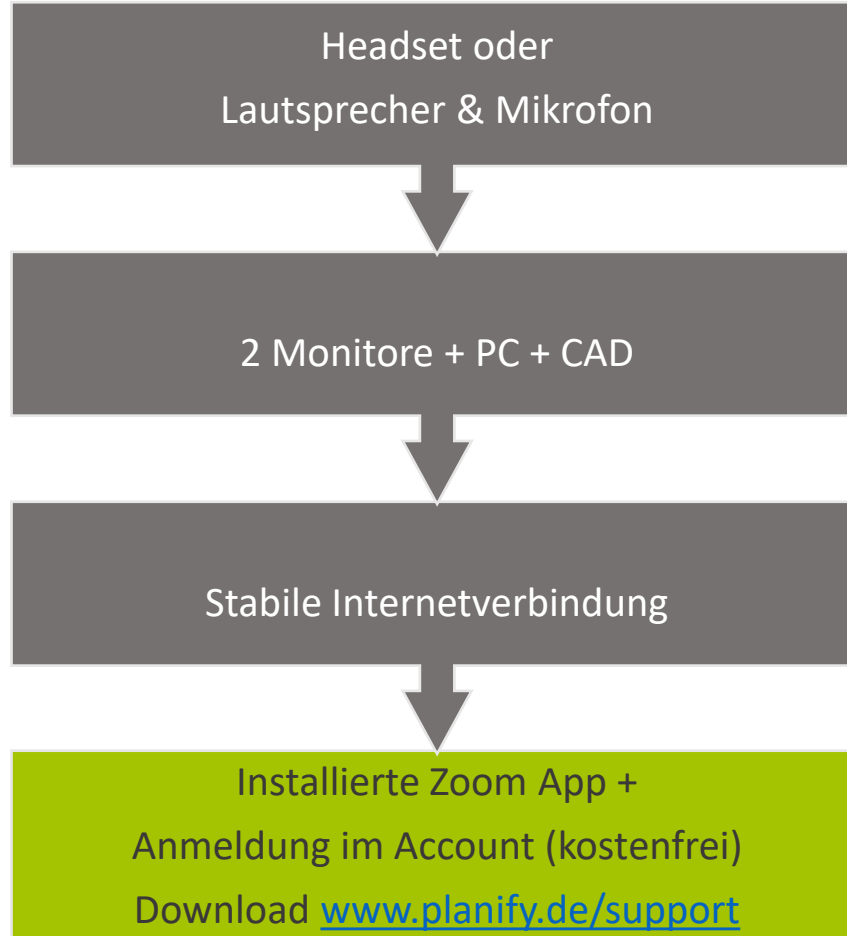 Headset oder
Lautsprecher & Mikrofon
2 Monitore + PC + CAD
Stabile Internetverbindung
Installierte Zoom App +
Anmeldung im Account (kostenfrei)
Download www.planify.de/support